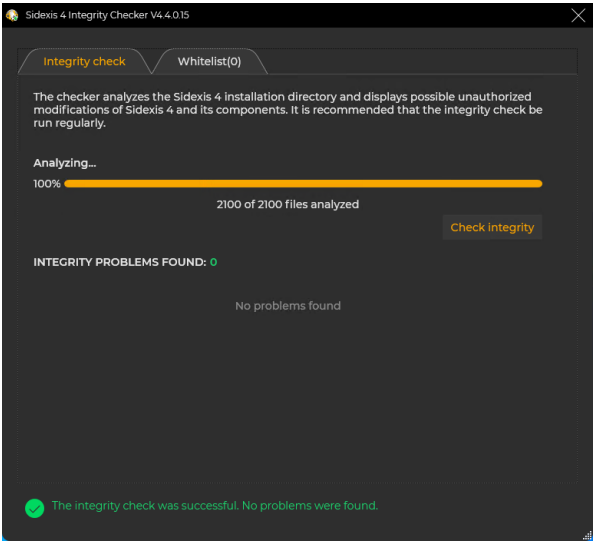 Sidexis 4 Integrity Checker V4.4.0.15
Integrity check
Whitelist(0)
The checker analyzes the Sidexis 4 installation directory and displays possible unauthorized
modifications of Sidexis 4 and its components. It is recommended that the integrity check be
run regularly.
Analyzing...
100%
2100 of 2100 files analyzed
Check integrity
INTEGRITY PROBLEMS FOUND: 0
No problems found
The integrity check was successful. No problems were found.